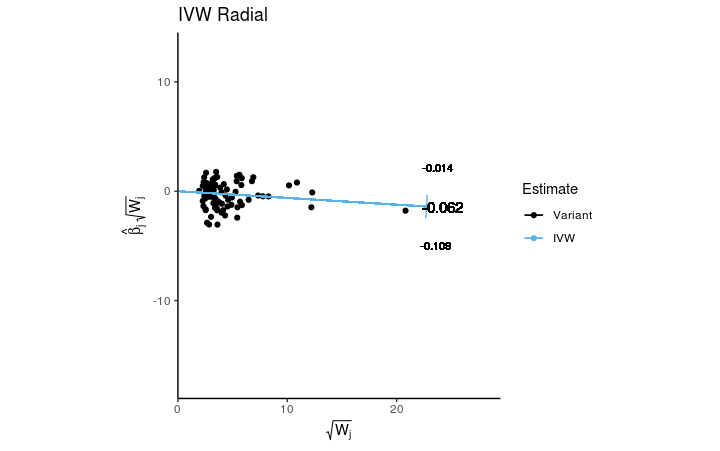 IVW Radial
10
0
-10
β̂ⱼ√Wⱼ
-0.014
-0.062
-0.109
Estimate
Variant
IVW
0
10
20
√Wⱼ